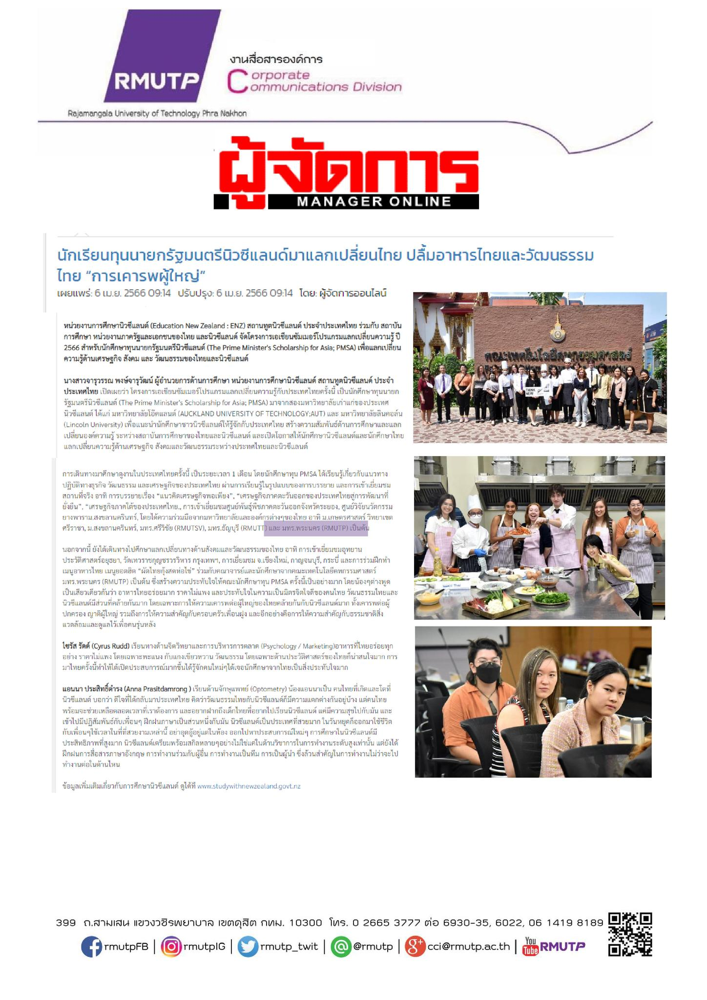 RMUTP
งานสื่อสารองค์การ
Corporate
Communications Division
Rajamangala University of Technology Phra Nakhon
ผู้จัดการ
MANAGER ONLINE
นักเรียนทุนนายกรัฐมนตรีนิวซีแลนด์มาแลกเปลี่ยนไทย ปลื้มอาหารไทยและวัฒนธรรม
ไทย “การเคารพผู้ใหญ่”
เผยแพร่: 6 เม.ย. 2566 09:14 ปรับปรุง: 6 เม.ย. 2566 09:14 โดย: ผู้จัดการออนไลน์
หน่วยงานการศึกษานิวซีแลนด์ (Education New Zealand : ENZ) สถานทูตนิวซีแลนด์ ประจำประเทศไทย ร่วมกับ สถาบัน
การศึกษา หน่วยงานภาครัฐและเอกชนของไทย และนิวซีแลนด์ จัดโครงการเอเชียนซัมเมอร์โปรแกรมแลกเปลี่ยนความรู้ ปี
2566 สำหรับนักศึกษาทุนนายกรัฐมนตรีนิวซีแลนด์ (The Prime Minister's Scholarship for Asia; PMSA) เพื่อแลกเปลี่ยน
ความรู้ด้านเศรษฐกิจ สังคม และ วัฒนธรรมของไทยและนิวซีแลนด์
นางสาวจารุวรรณ พงษ์จารุวัฒน์ ผู้อำนวยการด้านการศึกษา หน่วยงานการศึกษานิวซีแลนด์ สถานทูตนิวซีแลนด์ ประจำ
ประเทศไทย เปิดเผยว่า โครงการเอเชียนซัมเมอร์โปรแกรมแลกเปลี่ยนความรู้กับประเทศไทยครั้งนี้ เป็นนักศึกษาทุนนายก
รัฐมนตรีนิวซีแลนด์ (The Prime Minister's Scholarship for Asia; PMSA) มาจากสองมหาวิทยาลัยเก่าแก่ของประเทศ
นิวซีแลนด์ ได้แก่ มหาวิทยาลัยโอ๊คแลนด์ (AUCKLAND UNIVERSITY OF TECHNOLOGY;AUT) และ มหาวิทยาลัยลินคอล์น
(Lincoln University) เพื่อแนะนำนักศึกษาชาวนิวซีแลนด์ให้รู้จักกับประเทศไทย สร้างความสัมพันธ์ด้านการศึกษาและแลก
เปลี่ยนองค์ความรู้ ระหว่างสถาบันการศึกษาของไทยและนิวซีแลนด์ และเปิดโอกาสให้นักศึกษานิวซีแลนด์และนักศึกษาไทย
แลกเปลี่ยนความรู้ด้านเศรษฐกิจ สังคมและวัฒนธรรมระหว่างประเทศไทยและนิวซีแลนด์
การเดินทางมาศึกษาดูงานในประเทศไทยครั้งนี้ เป็นระยะเวลา 1 เดือน โดยนักศึกษาทุน PMSA ได้เรียนรู้เกี่ยวกับแนวทาง
ปฏิบัติทางธุรกิจ วัฒนธรรม และเศรษฐกิจของประเทศไทย ผ่านการเรียนรู้ในรูปแบบของการบรรยาย และการเข้าเยี่ยมชม
สถานที่จริง อาทิ การบรรยายเรื่อง “แนวคิดเศรษฐกิจพอเพียง”, “เศรษฐกิจภาคตะวันออกของประเทศไทยสู่การพัฒนาที่
ยั่งยืน”, “เศรษฐกิจภาคใต้ของประเทศไทย., การเข้าเยี่ยมชมศูนย์พันธุ์พืชภาคตะวันออกจังหวัดระยอง, ศูนย์วิจัยนวัตกรรม
ยางพาราม.สงขลานครินทร์, โดยได้ความร่วมมือจากมหาวิทยาลัยและองค์กรต่างๆของไทย อาทิ ม.เกษตรศาสตร์ วิทยาเขต
ศรีราชา, ม.สงขลานครินทร์, มทร.ศรีวิชัย (RMUTSV), มทร.ธัญบุรี (RMUTT) และ มทร.พระนคร (RMUTP) เป็นต้น
นอกจากนี้ ยังได้เดินทางไปศึกษาแลกเปลี่ยนทางด้านสังคมและวัฒนธรรมของไทย อาทิ การเข้าเยี่ยมชมอุทยาน
ประวัติศาสตร์อยุธยา, วัดเทวราชกุญชรวรวิหาร กรุงเทพฯ, การเยี่ยมชม จ.เชียงใหม่, กาญจนบุรี, กระบี่ และการร่วมฝึกทำ
เมนูอาหารไทย เมนูยอดฮิต “ผัดไทยกุ้งสดห่อไข่” ร่วมกับคณาจารย์และนักศึกษาจากคณะเทคโนโลยีคหกรรมศาสตร์
มทร.พระนคร (RMUTP) เป็นต้น ซึ่งสร้างความประทับใจให้คณะนักศึกษาทุน PMSA ครั้งนี้เป็นอย่างมาก โดยน้องๆต่างพูด
เป็นเสียงเดียวกันว่า อาหารไทยอร่อยมาก ราคาไม่แพง และประทับใจในความเป็นมิตรจิตใจดีของคนไทย วัฒนธรรมไทยและ
นิวซีแลนด์มีส่วนที่คล้ายกันมาก โดยเฉพาะการให้ความเคารพต่อผู้ใหญ่ของไทยคล้ายกันกับนิวซีแลนด์มาก ทั้งเคารพต่อผู้
ปกครอง ญาติผู้ใหญ่ รวมถึงการให้ความสำคัญกับครอบครัวเพื่อนฝูง และอีกอย่างคือการให้ความสำคัญกับธรรมชาติสิ่ง
แวดล้อมและดูแลไว้เพื่อคนรุ่นหลัง
ไซรัส รัดด์ (Cyrus Rudd) เรียนทางด้านจิตวิทยาและการบริหารการตลาด (Psychology / Marketing)อาหารที่ไทยอร่อยทุก
อย่าง ราคาไม่แพง โดยเฉพาะพะแนง กับแกงเขียวหวาน วัฒนธรรม โดยเฉพาะด้านประวัติศาสตร์ของไทยก็น่าสนใจมาก การ
มาไทยครั้งนี้ทำให้ได้เปิดประสบการณ์มากขึ้นได้รู้จักคนใหม่ๆได้เจอนักศึกษาจากไทยเป็นสิ่งประทับใจมาก
แอนนา ประสิทธิ์ดำรง (Anna Prasitdamrong ) เรียนด้านจักษุแพทย์ (Optometry) น้องแอนนาเป็น คนไทยที่เกิดและโตที่
นิวซีแลนด์ บอกว่า ดีใจที่ได้กลับมาประเทศไทย คิดว่าวัฒนธรรมไทยกับนิวซีแลนด์ก็มีความแตกต่างกันอยู่บ้าง แต่คนไทย
พร้อมจะช่วยเหลือตลอดเวลาที่เราต้องการ และอยากฝากถึงเด็กไทยที่อยากไปเรียนนิวซีแลนด์ แค่มีความสุขไปกับมัน และ
เข้าไปมีปฏิสัมพันธ์กับเพื่อนๆ ฝึกฝนภาษาเป็นส่วนหนึ่งกับมัน นิวซีแลนด์เป็นประเทศที่สวยมาก ในวันหยุดก็ออกมาใช้ชีวิต
กับเพื่อนๆใช้เวลาในที่ที่สวยงามเหล่านี้ อย่าอุดอู้อยู่แต่ในห้อง ออกไปหาประสบการณ์ใหม่ๆ การศึกษาในนิวซีแลนด์มี
ประสิทธิภาพที่สูงมาก นิวซีแลนด์เตรียมพร้อมสกิลหลายๆอย่างไม่ใช่แค่ในด้านวิชาการในการทำงานระดับสูงเท่านั้น แต่ยังได้
ฝึกฝนการสื่อสารภาษาอังกฤษ การทำงานร่วมกับผู้อื่น การทำงานเป็นทีม การเป็นผู้นำ ซึ่งล้วนสำคัญในการทำงานไม่ว่าจะไป
ทำงานต่อในด้านไหน
ข้อมูลเพิ่มเติมเกี่ยวกับการศึกษานิวซีแลนด์ ดูได้ที่ www.studywithnewzealand.govt.nz
คณะเทคโนโลยีคหกรรมศาสตร์
THINK
NEW
ATM
Thai
399 ถ.สามเสน แขวงวชิรพยาบาล เขตดุสิต กทม. 10300 โทร. 0 2665 3777 ต่อ 6930-35, 6022, 06 1419 8189
rmutpFB | rmutpIG | rmutp_twit | @rmutp | cci@rmutp.ac.th | You Tube RMUTP